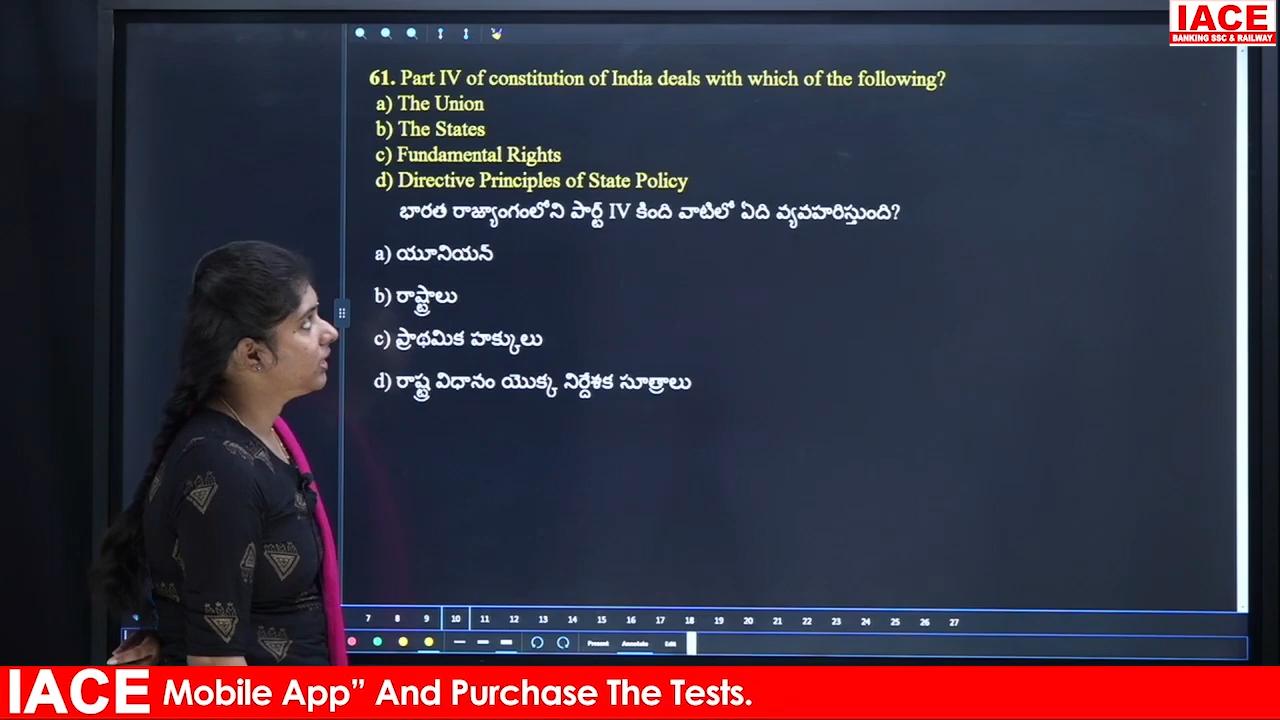 IACE
BANKING SSC & RAILWAY
61. Part IV of constitution of India deals with which of the following?
a) The Union
b) The States
c) Fundamental Rights
d) Directive Principles of State Policy
భారత రాజ్యాంగంలోని పార్ట్ IV కింది వాటిలో ఏది వ్యవహరిస్తుంది?
a) యూనియన్
b) రాష్ట్రాలు
c) ప్రాథమిక హక్కులు
d) రాష్ట్ర విధానం యొక్క నిర్దేశక సూత్రాలు
7 8 9 10 11 12 13 14 15 16 17 18 19 20 21 22 23 24 25 26 27
Present Annotate Edit
IACE Mobile App” And Purchase The Tests.